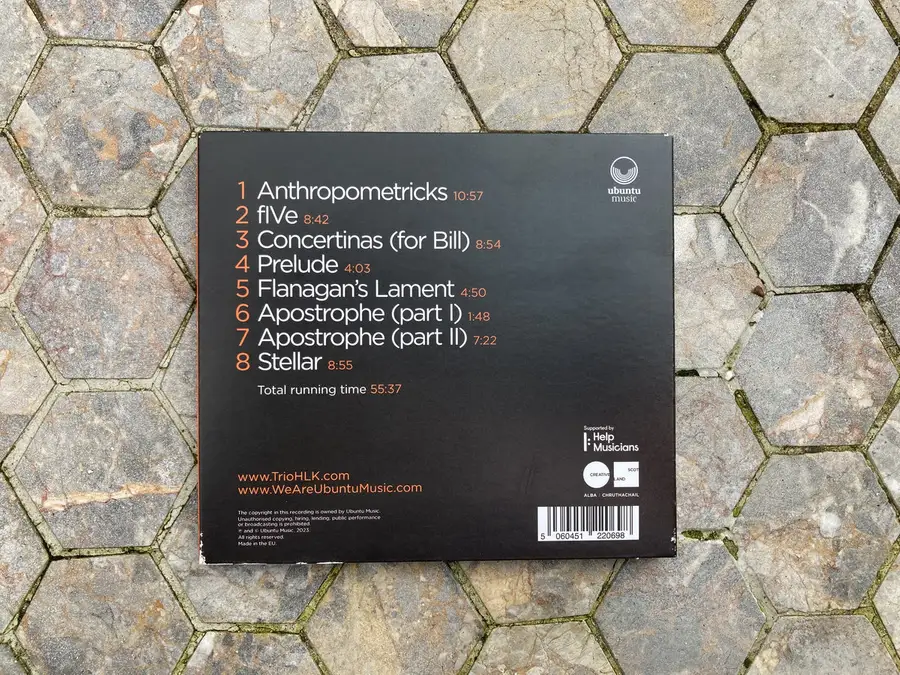 1 Anthropometricks 10:57
2 fIVe 8:42
3 Concertinas (for Bill) 8:54
4 Prelude 4:03
5 Flanagan's Lament 4:50
6 Apostrophe (part I) 1:48
7 Apostrophe (part II) 7:22
8 Stellar 8:55
Total running time 55:37
ubuntu
music
www.TrioHLK.com
www.WeAreUbuntuMusic.com
The copyright in this recording is owned by Ubuntu Music.
Unauthorised copying, hiring, lending, public performance
or broadcasting is prohibited.
℗ and © Ubuntu Music, 2023.
All rights reserved.
Made in the EU.
Supported by
Help
Musicians
CREATIVE SCOT
LAND
ALBA | CHRUTHACHAIL
5 060451 220698